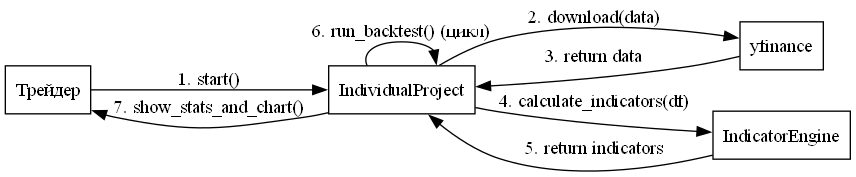 6. run_backtest() (цикл)
2. download(data)
yfinance
3. return data
1. start()
Трейдер
IndividualProject
7. show_stats_and_chart()
4. calculate_indicators(df)
IndicatorEngine
5. return indicators